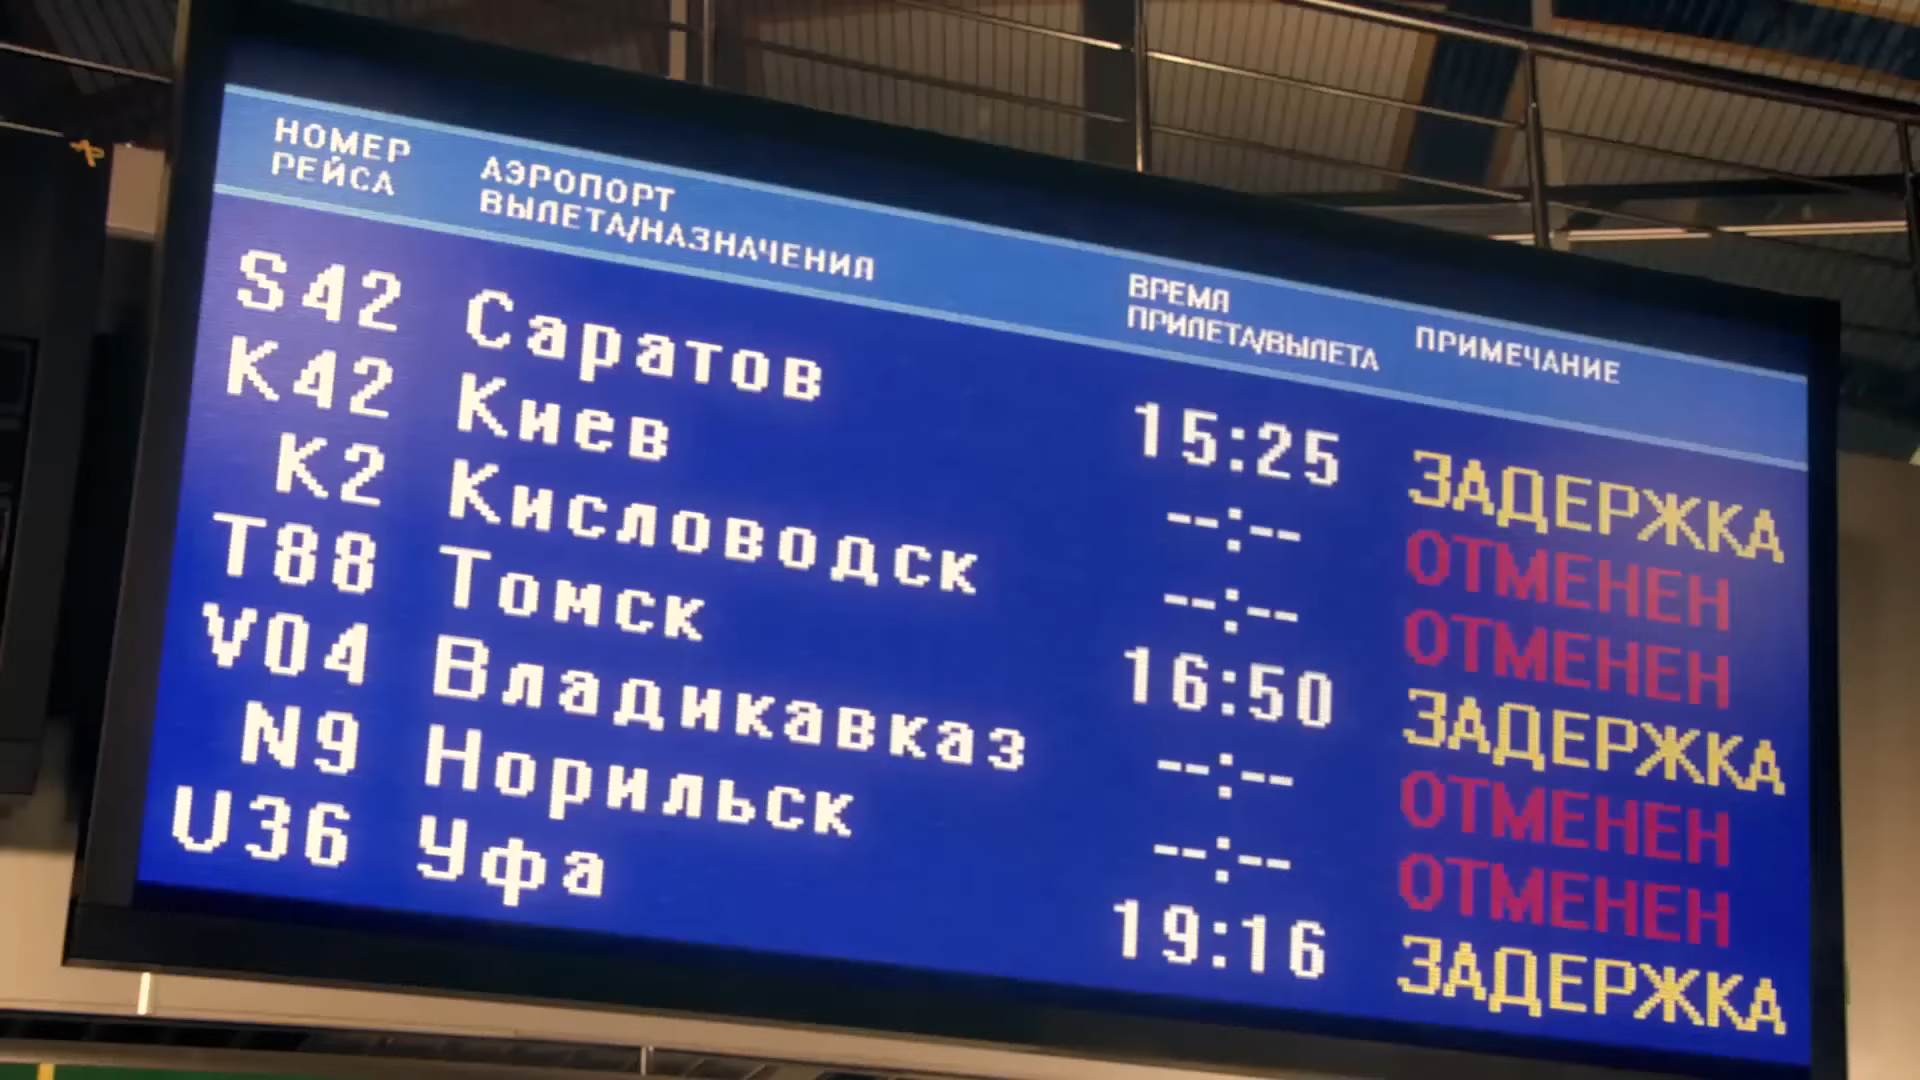 НОМЕР РЕЙСА АЭРОПОРТ ВЫЛЕТА/НАЗНАЧЕНИЯ ВРЕМЯ ПРИЛЕТА/ВЫЛЕТА ПРИМЕЧАНИЕ
S42 Саратов 15:25 ЗАДЕРЖКА
K42 Киев --:-- ОТМЕНЕН
K2 Кисловодск --:-- ОТМЕНЕН
T88 Томск 16:50 ЗАДЕРЖКА
V04 Владикавказ --:-- ОТМЕНЕН
N9 Норильск --:-- ОТМЕНЕН
U36 Уфа 19:16 ЗАДЕРЖКА